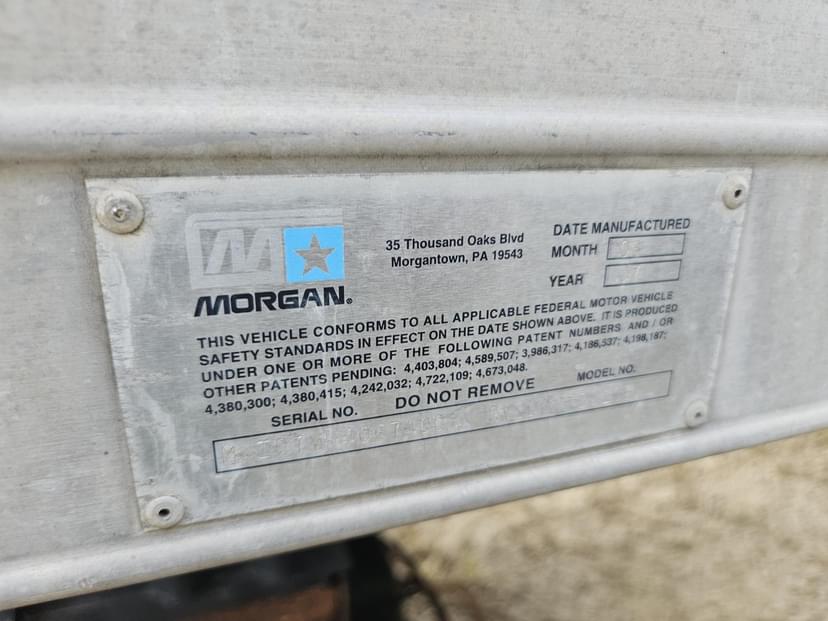 M
MORGAN®
35 Thousand Oaks Blvd
Morgantown, PA 19543
DATE MANUFACTURED
MONTH
YEAR
THIS VEHICLE CONFORMS TO ALL APPLICABLE FEDERAL MOTOR VEHICLE
SAFETY STANDARDS IN EFFECT ON THE DATE SHOWN ABOVE. IT IS PRODUCED
UNDER ONE OR MORE OF THE FOLLOWING PATENT NUMBERS AND / OR
OTHER PATENTS PENDING: 4,403,804; 4,589,507; 3,986,317; 4,186,537; 4,198,187;
4,380,300; 4,380,415; 4,242,032; 4,722,109; 4,673,048.
SERIAL NO. DO NOT REMOVE MODEL NO.